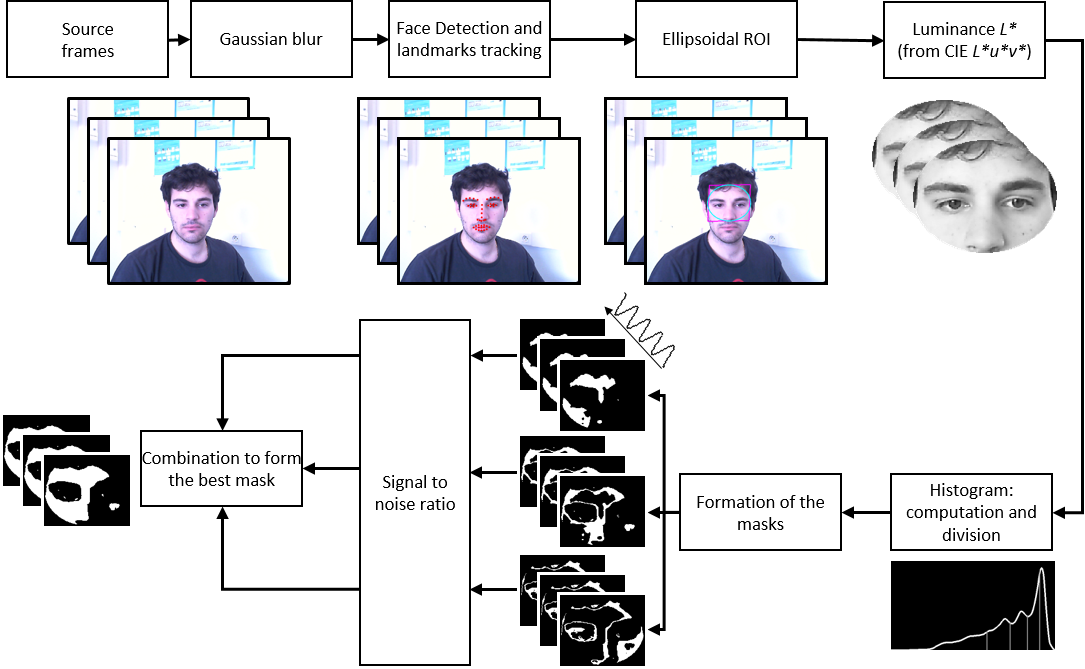 Source
frames
Gaussian blur
Face Detection and
landmarks tracking
Ellipsoidal ROI
Luminance L*
(from CIE L*u*v*)
Combination to form
the best mask
Signal to
noise ratio
Formation of the
masks
Histogram:
computation and
division